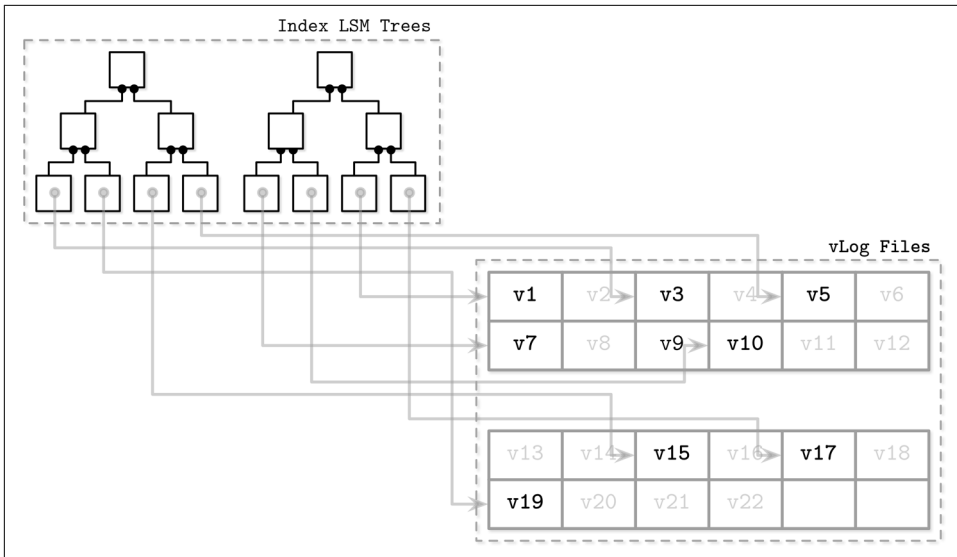 Index LSM Trees
vLog Files
v1 v2 v3 v4 v5 v6
v7 v8 v9 v10 v11 v12
v13 v14 v15 v16 v17 v18
v19 v20 v21 v22